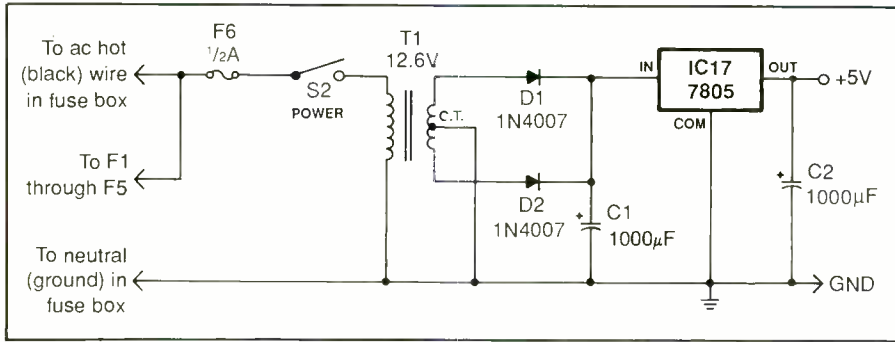 To ac hot
(black) wire
in fuse box
F6
½A
S2
POWER
T1
12.6V
C.T.
D1
1N4007
D2
1N4007
C1
+
1000µF
IN
IC17
7805
OUT
COM
+5V
+
C2
1000µF
To F1
through F5
To neutral
(ground) in
fuse box
GND